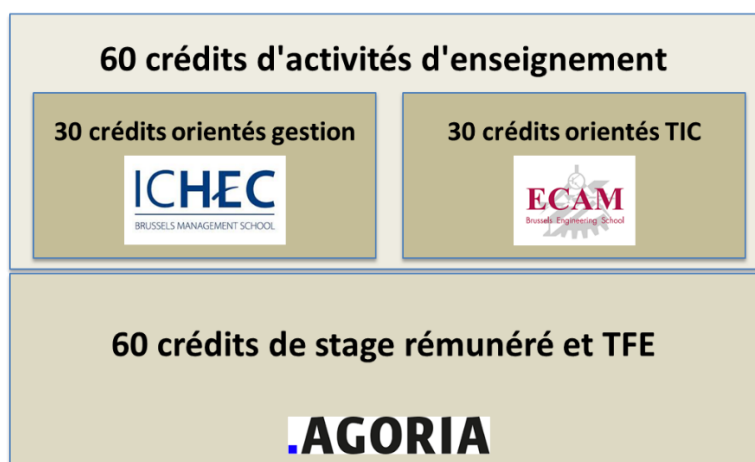 60 crédits d'activités d'enseignement
30 crédits orientés gestion
ICHEC
BRUSSELS MANAGEMENT SCHOOL
30 crédits orientés TIC
ECAM
Brussels Engineering School
60 crédits de stage rémunéré et TFE
.AGORIA